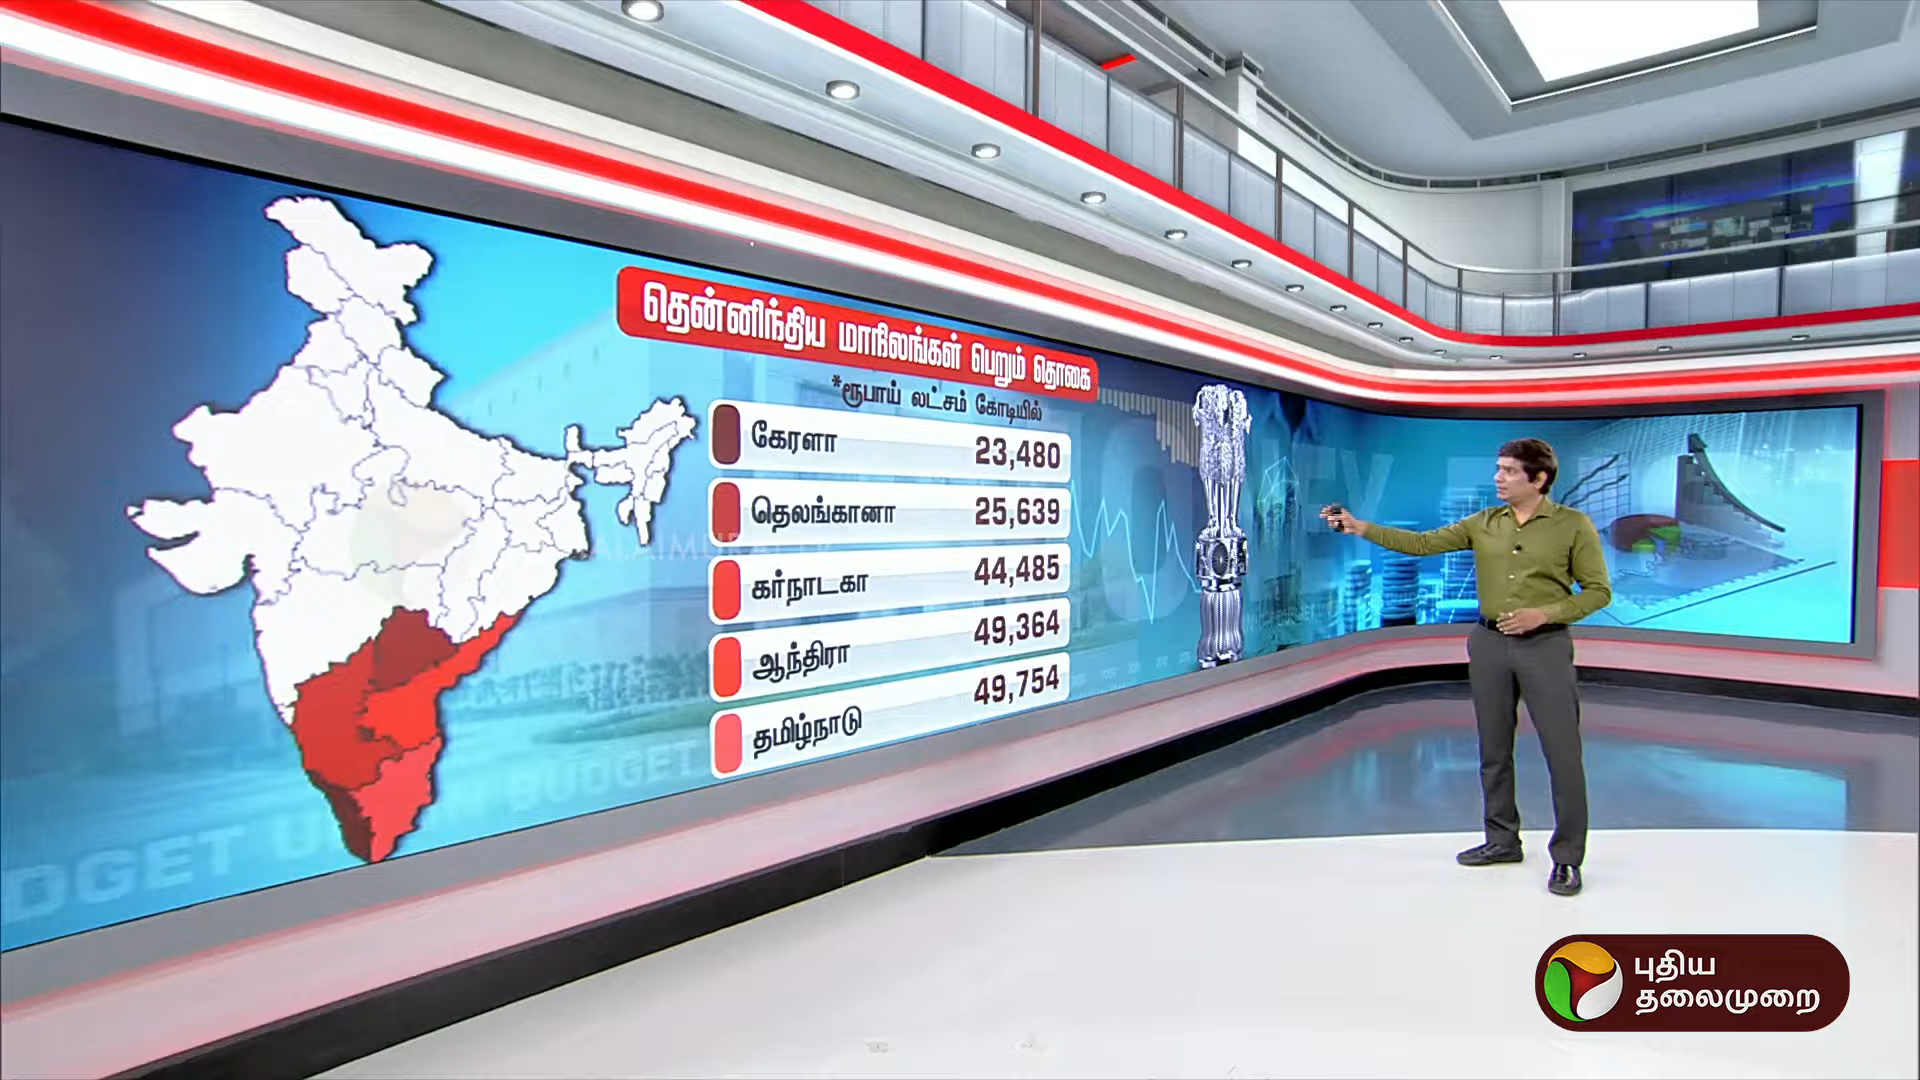 தென்னிந்திய மாநிலங்கள் பெறும் தொகை
*ரூபாய் லட்சம் கோடியில்
கேரளா 23,480
தெலங்கானா 25,639
கர்நாடகா 44,485
ஆந்திரா 49,364
தமிழ்நாடு 49,754
BUDGET
புதிய
தலைமுறை